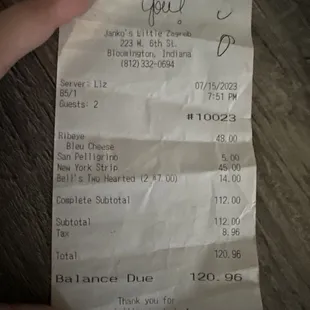 you!
Janko's Little Zagreb
223 W. 6th St.
Bloomington, Indiana
(812)332-0694
Server: Liz 07/15/2023
B5/1 7:51 PM
Guests: 2
#10023
Ribeye 48.00
Bleu Cheese
San Pelligrino 5.00
New York Strip 45.00
Bell's Two Hearted (2 @7.00) 14.00
Complete Subtotal 112.00
Subtotal 112.00
Tax 8.96
Total 120.96
Balance Due 120.96
Thank you for